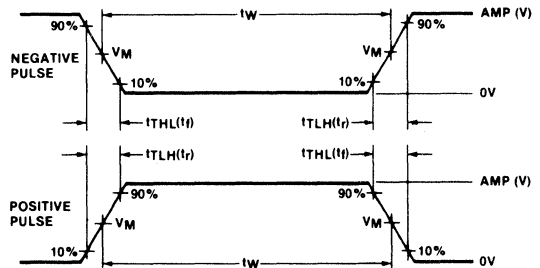 tW
AMP (V)
90%
90%
NEGATIVE
PULSE
VM
VM
10%
10%
0V
tTHL(tf)
tTLH(tr)
tTLH(tr)
tTHL(tf)
AMP (V)
90%
90%
POSITIVE
PULSE
VM
VM
10%
10%
0V
tW